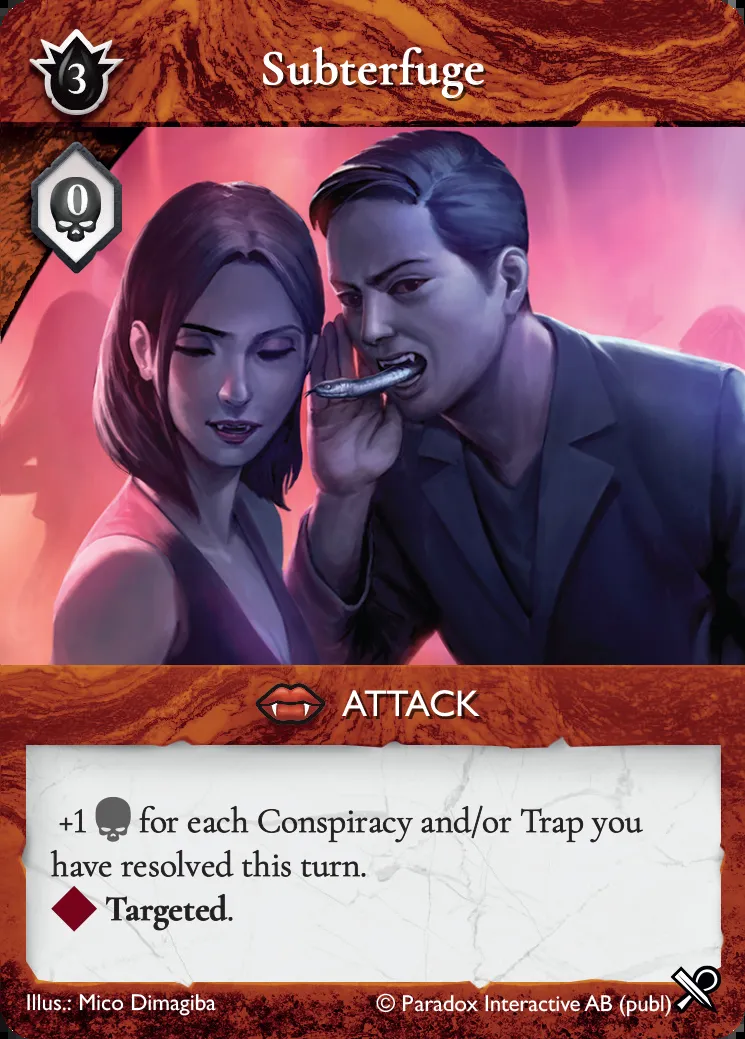 3
Subterfuge
0
ATTACK
+1 for each Conspiracy and/or Trap you
have resolved this turn.
Targeted.
Illus.: Mico Dimagiba
© Paradox Interactive AB (publ)